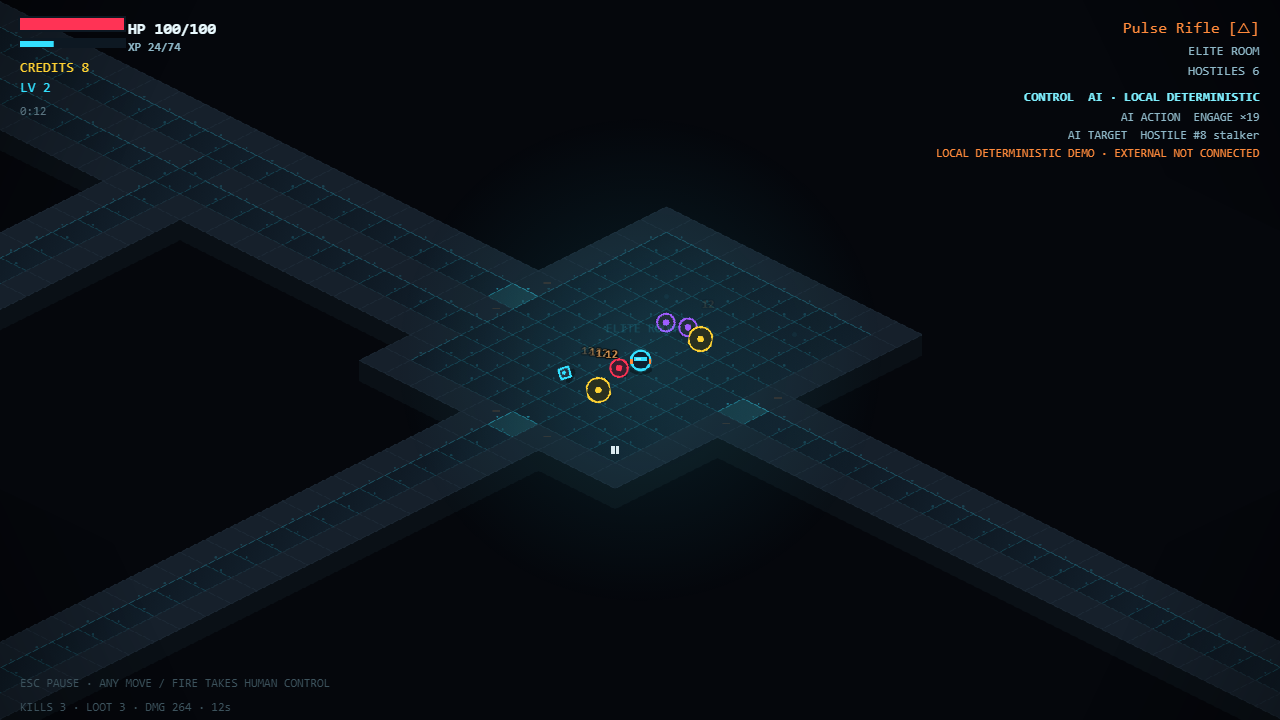 HP 100/100
XP 24/74
CREDITS 8
LV 2
0:12
Pulse Rifle [△]
ELITE ROOM
HOSTILES 6
CONTROL  AI · LOCAL DETERMINISTIC
AI ACTION  ENGAGE ×19
AI TARGET  HOSTILE #8 stalker
LOCAL DETERMINISTIC DEMO · EXTERNAL NOT CONNECTED
ESC PAUSE · ANY MOVE / FIRE TAKES HUMAN CONTROL
KILLS 3 · LOOT 3 · DMG 264 · 12s